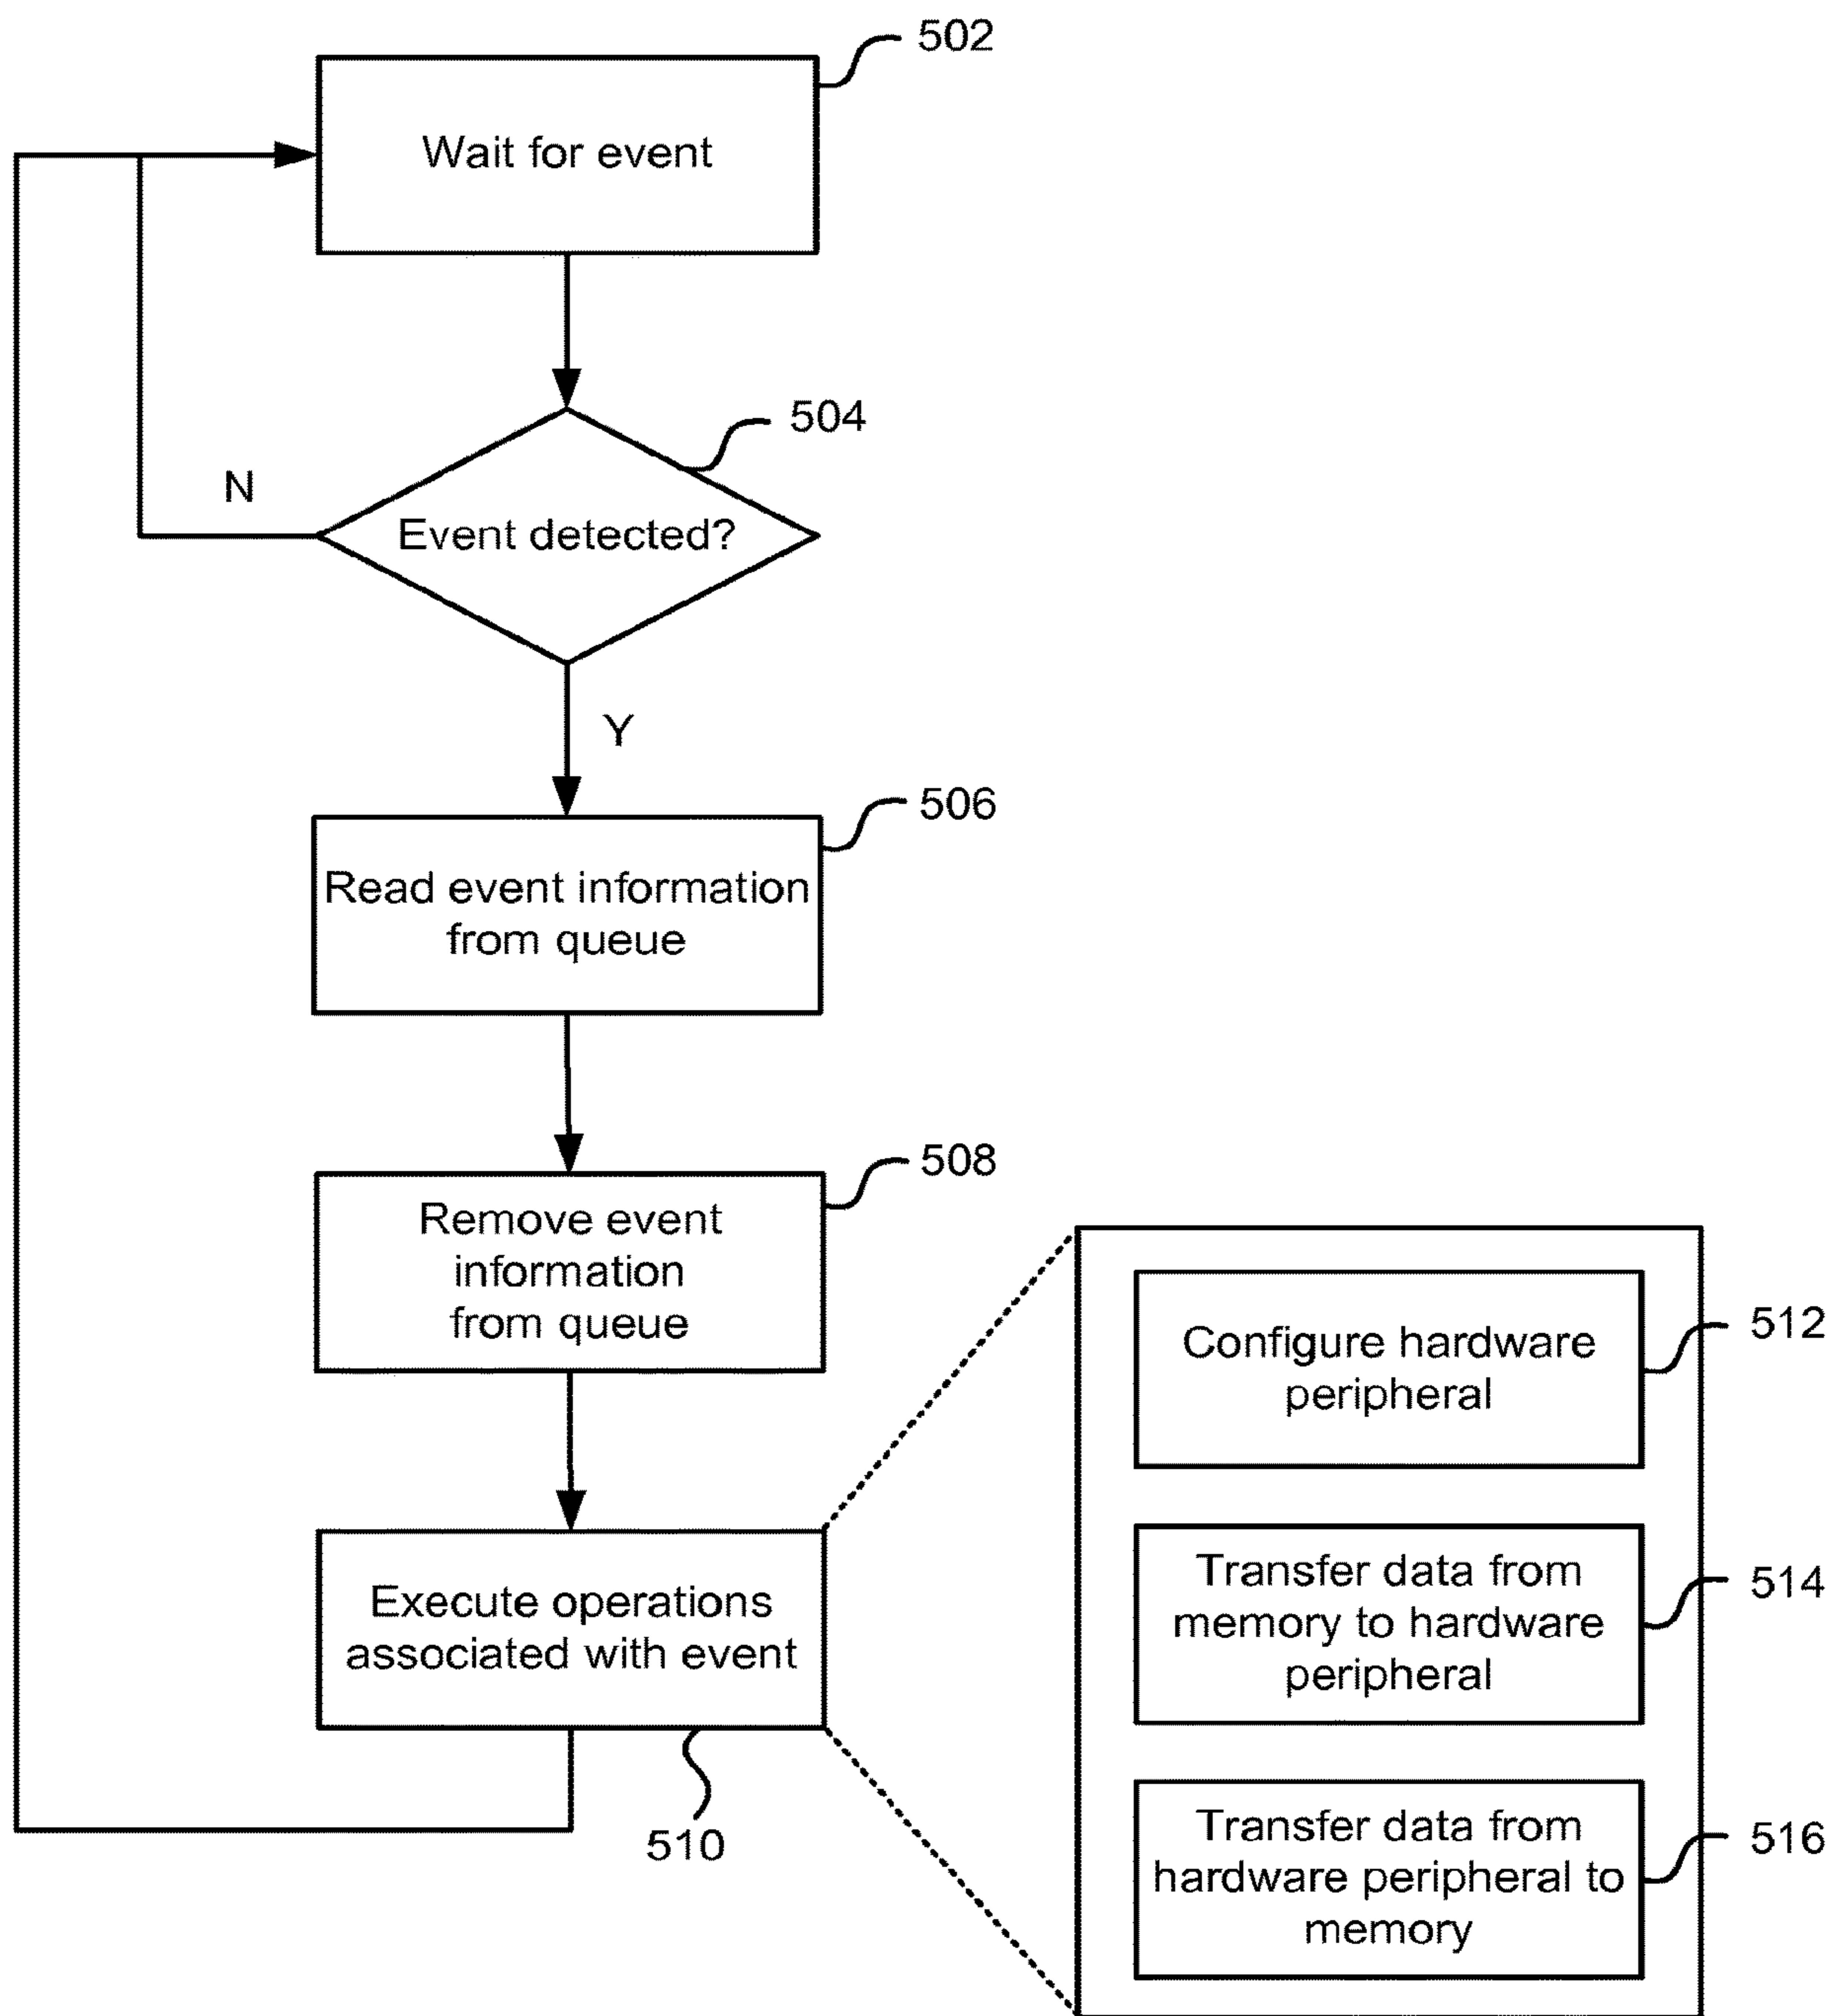 502
Wait for event
504
N
Event detected?
Y
506
Read event information
from queue
508
Remove event
information
from queue
Execute operations
associated with event
510
Configure hardware
peripheral
512
Transfer data from
memory to hardware
peripheral
514
Transfer data from
hardware peripheral to
memory
516